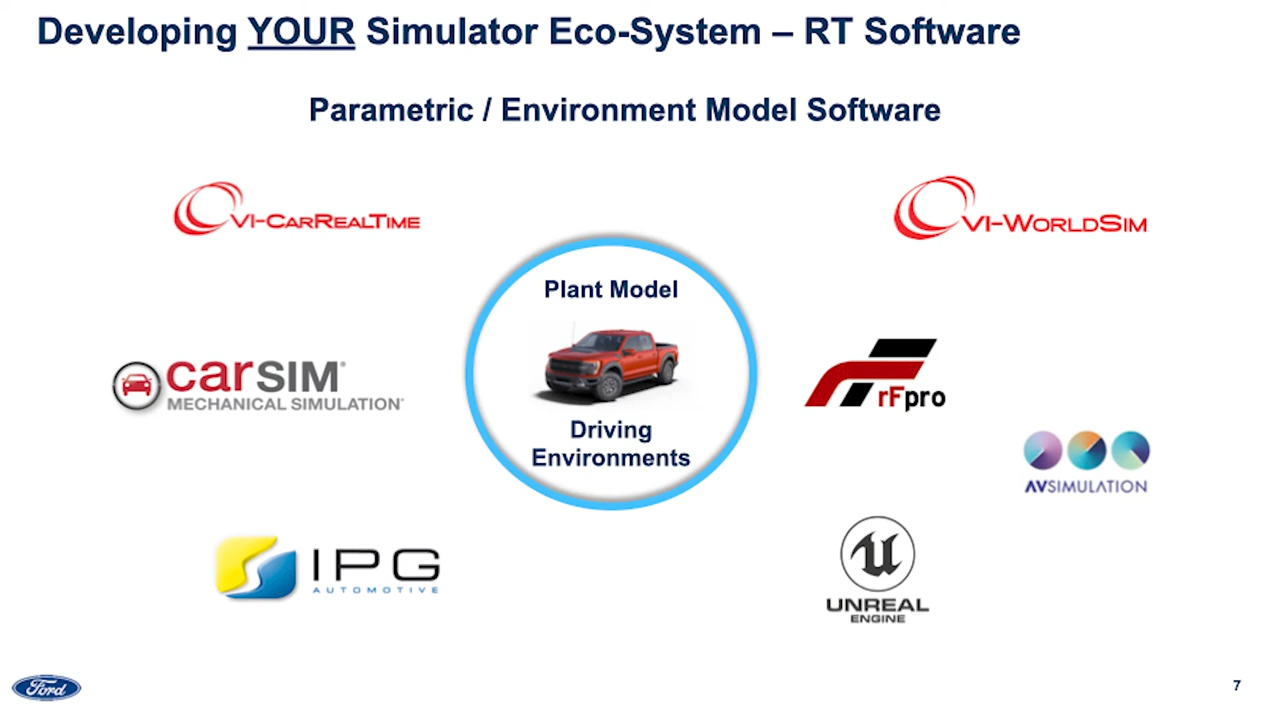 Developing YOUR Simulator Eco-System – RT Software
Parametric / Environment Model Software
VI-CARREALTIME
VI-WORLDSIM
Plant Model
carSIM®
MECHANICAL SIMULATION
rFpro
Driving
Environments
AVSIMULATION
IPG
AUTOMOTIVE
UNREAL
ENGINE
Ford
7